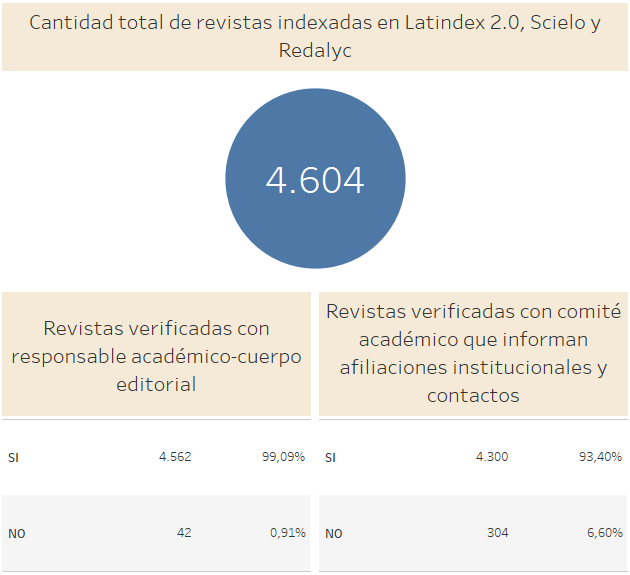 Cantidad total de revistas indexadas en Latindex 2.0, Scielo y
Redalyc
4.604
Revistas verificadas con
responsable académico-cuerpo
editorial
SI 4.562 99,09%
NO 42 0,91%
Revistas verificadas con comité
académico que informan
afiliaciones institucionales y
contactos
SI 4.300 93,40%
NO 304 6,60%